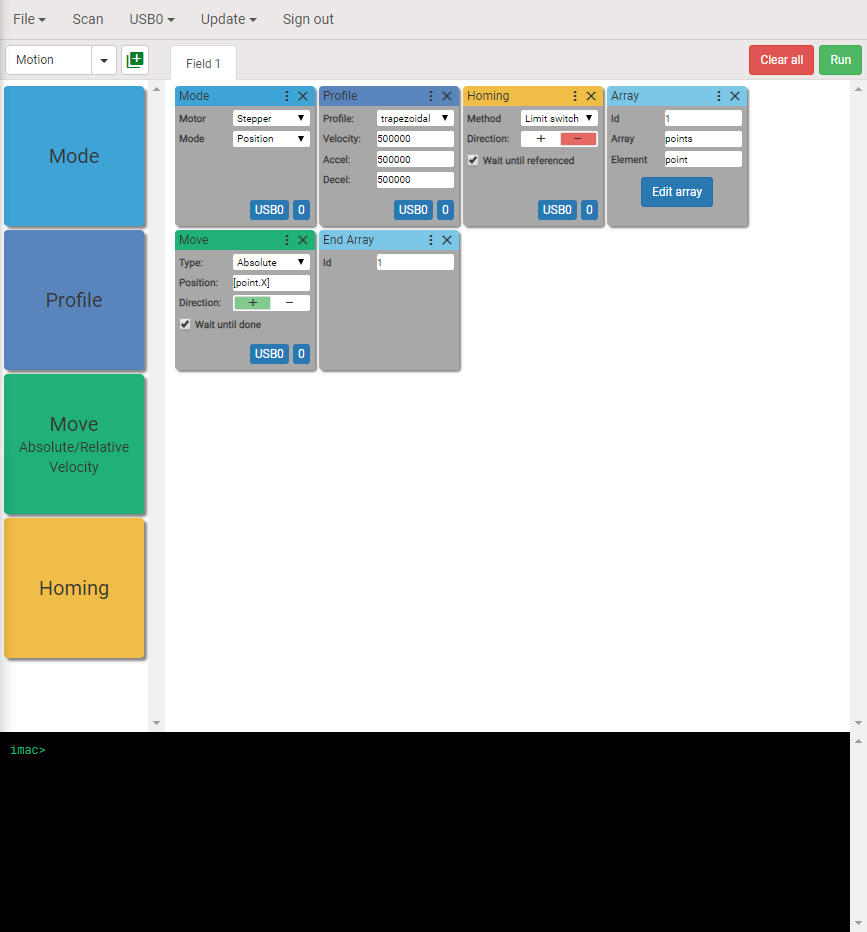 File Scan USB0 Update Sign out
Motion Field 1 Clear all Run
Mode
Profile
Move
Absolute/Relative
Velocity
Homing
Mode
Motor Stepper
Mode Position
USB0 0
Profile
Profile: trapezoidal
Velocity: 500000
Accel: 500000
Decel: 500000
USB0 0
Homing
Method Limit switch
Direction: + −
Wait until referenced
USB0 0
Array
Id 1
Array points
Element point
Edit array
Move
Type: Absolute
Position: [point.X]
Direction: + −
Wait until done
USB0 0
End Array
Id 1
imac>